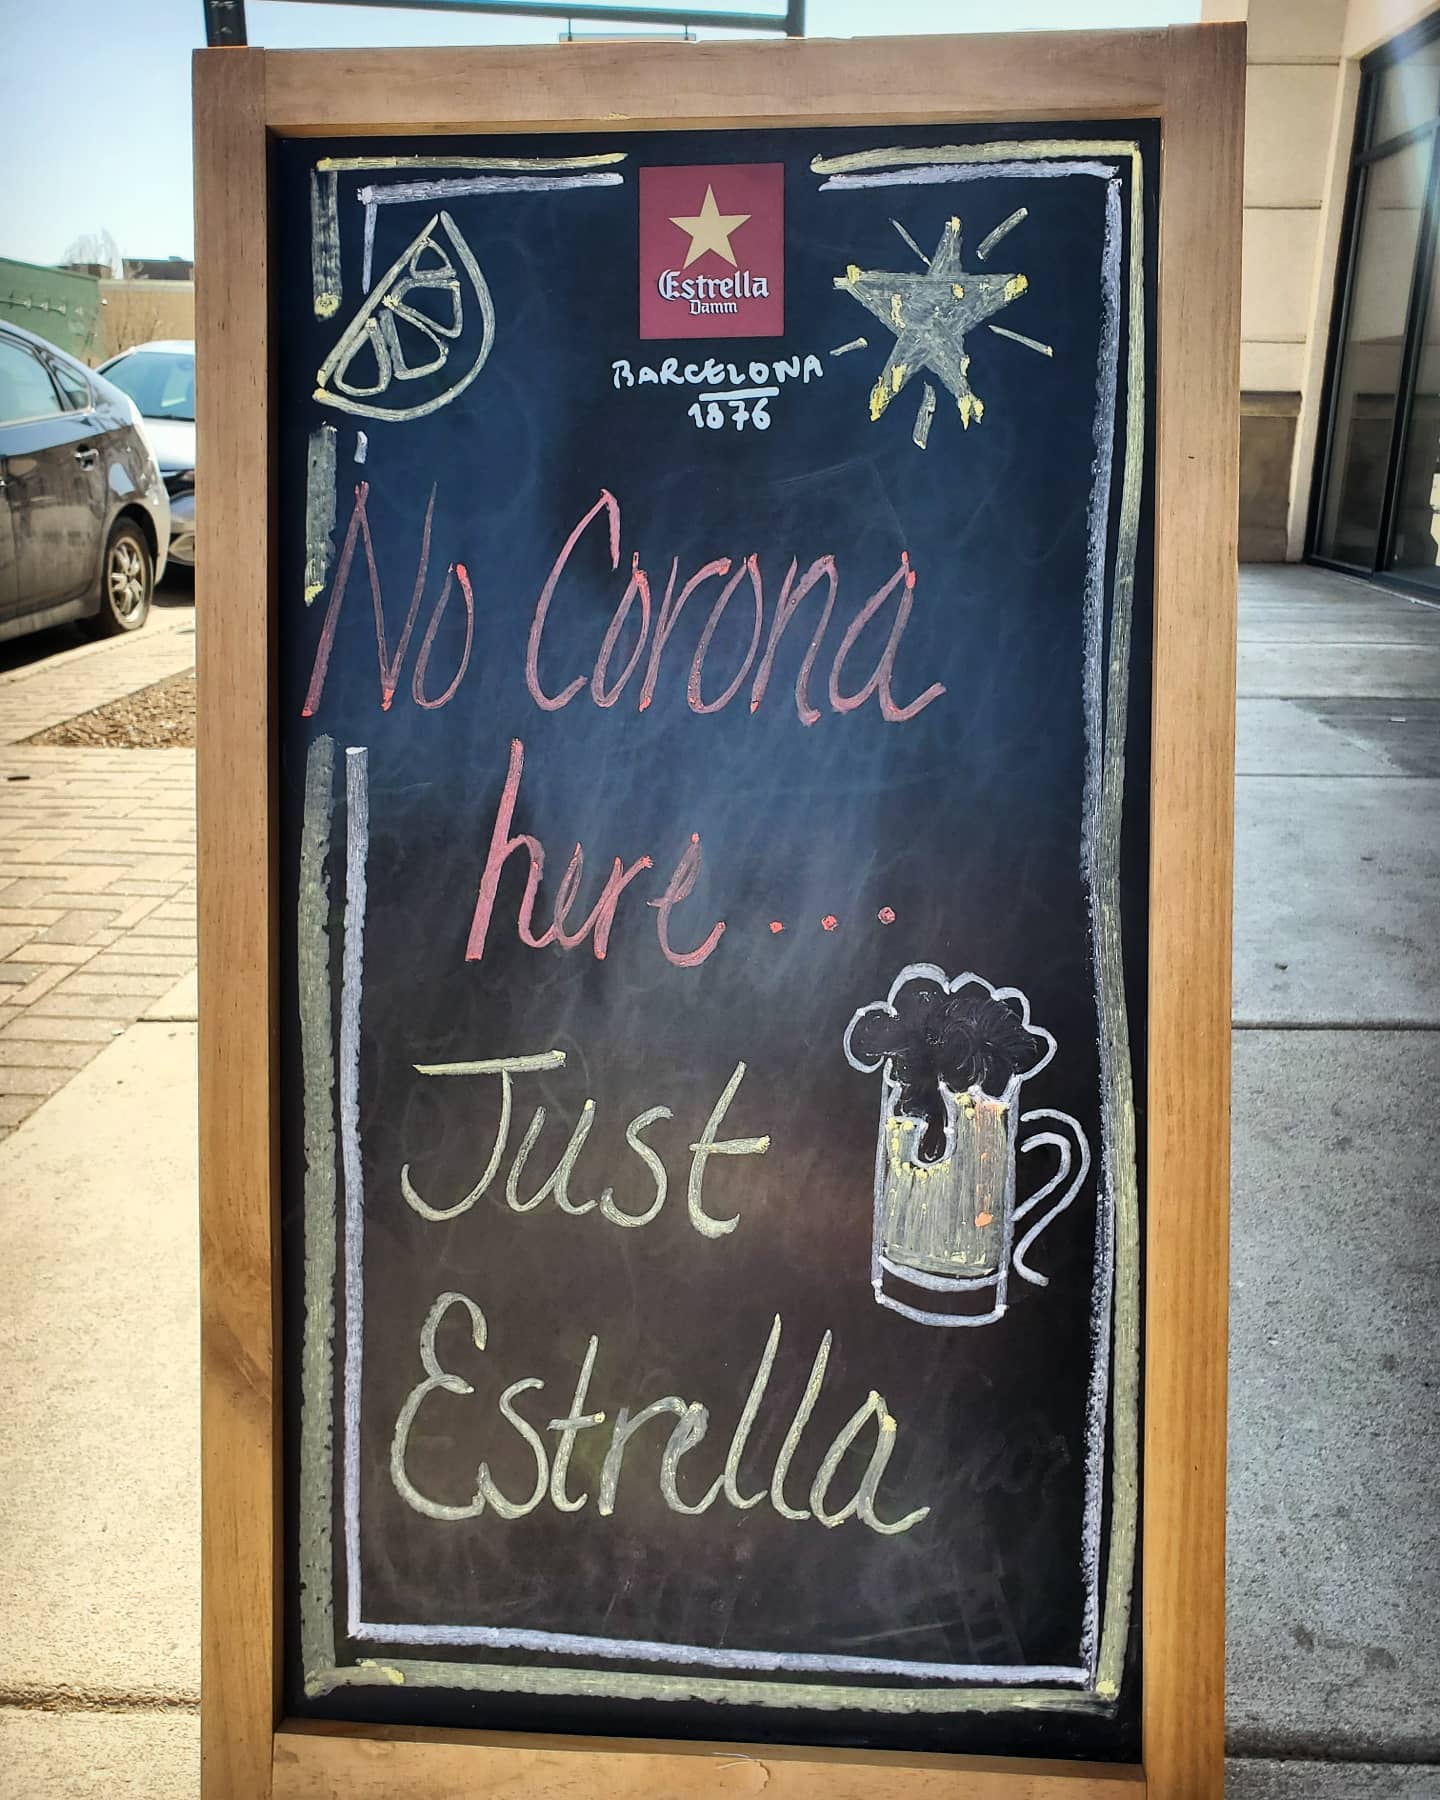 Estrella
Damm
BARCELONA
1876
No Corona
here....
Just
Estrella